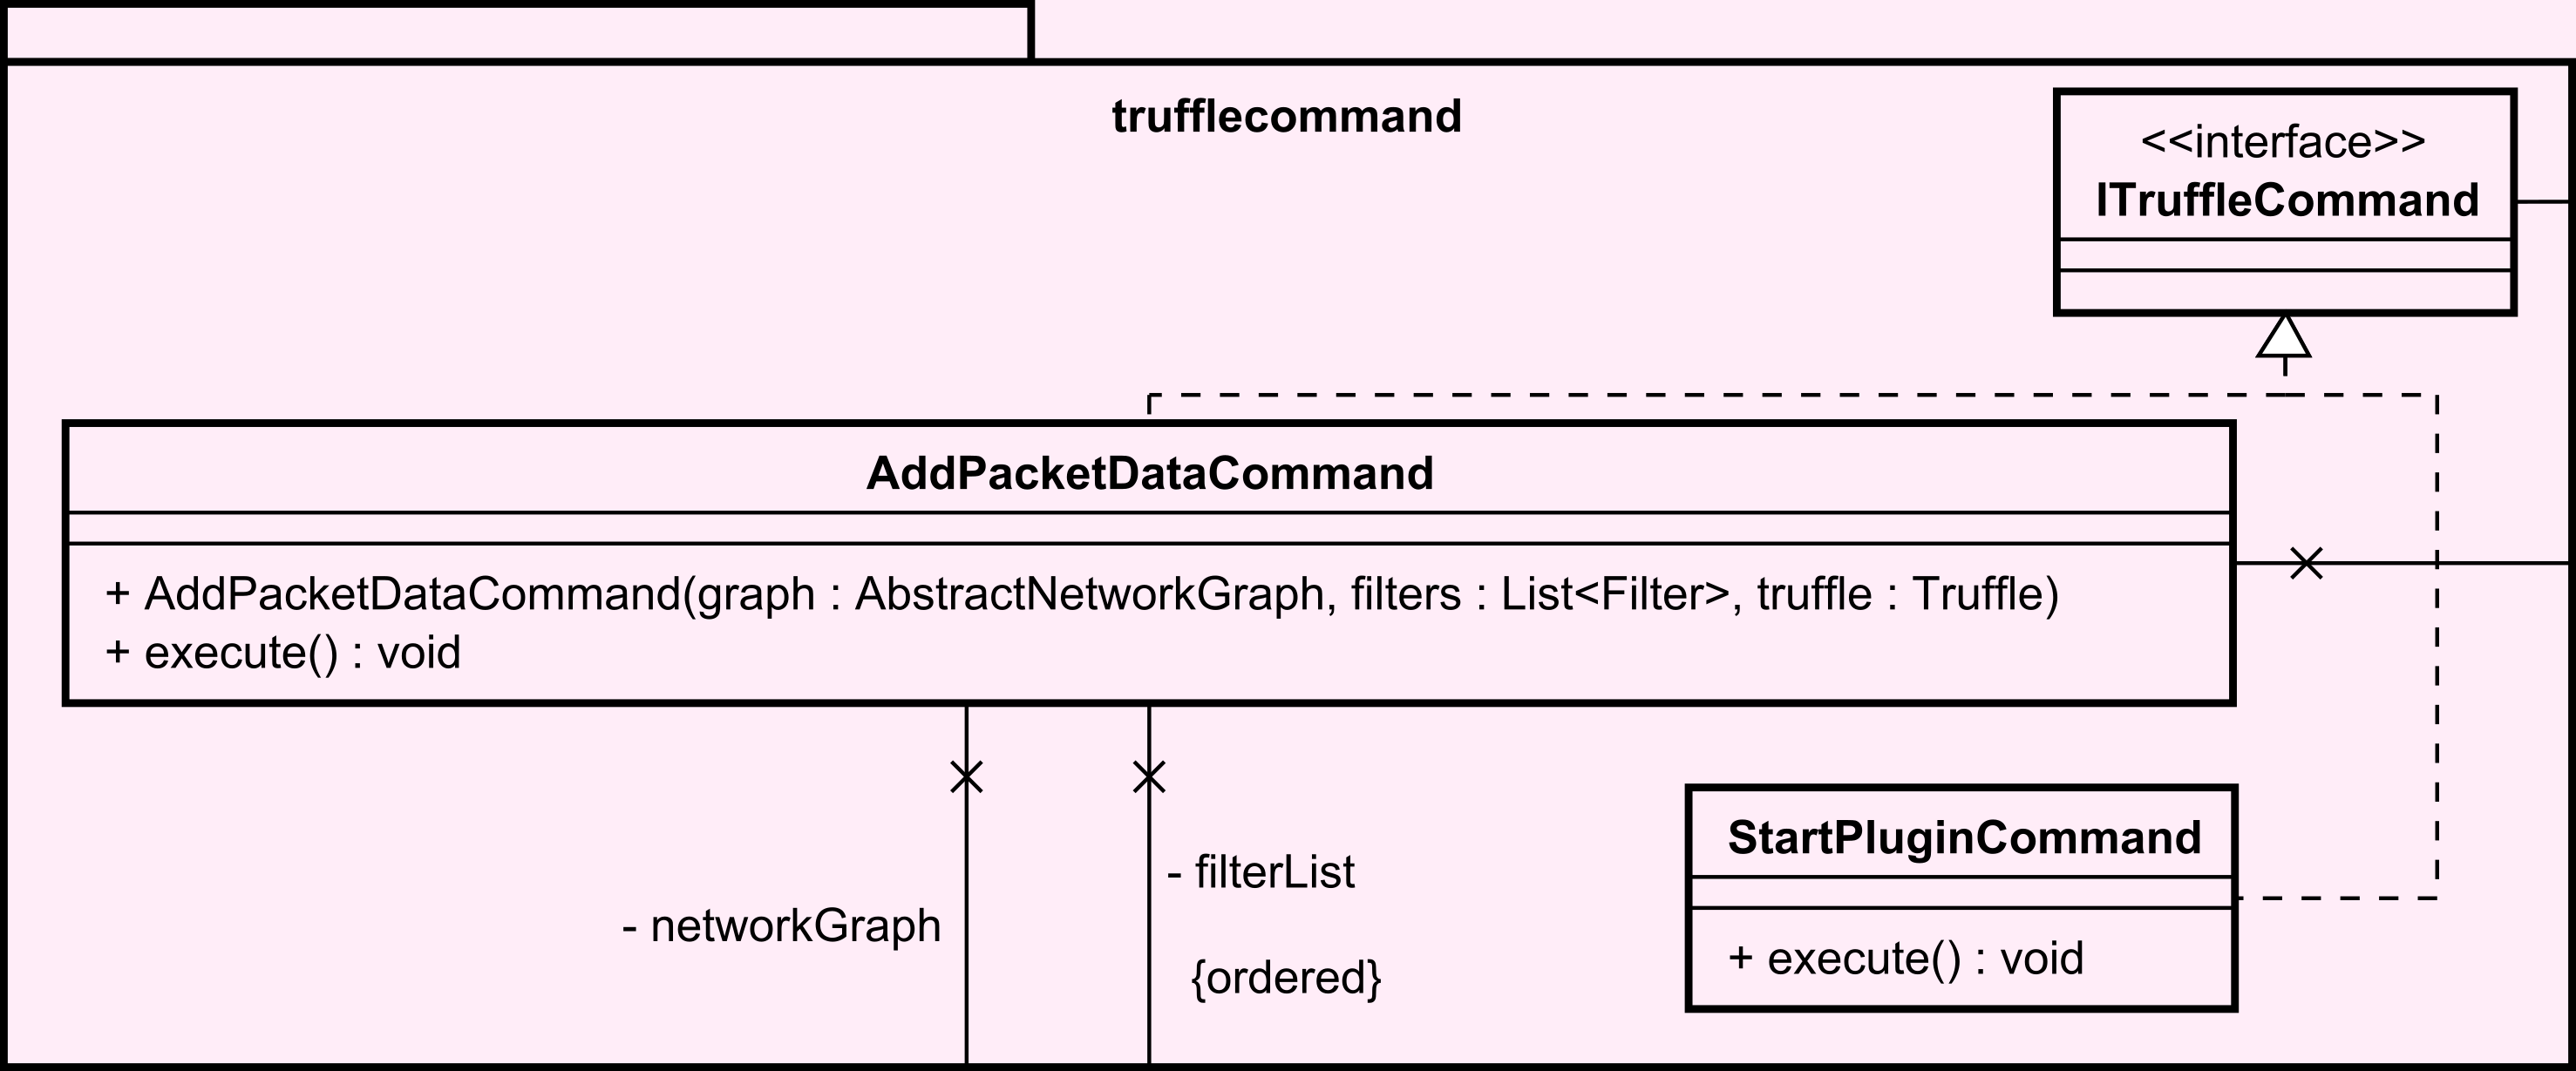 trufflecommand
<<interface>>
ITruffleCommand
AddPacketDataCommand
+ AddPacketDataCommand(graph : AbstractNetworkGraph, filters : List<Filter>, truffle : Truffle)
+ execute() : void
- networkGraph
- filterList
{ordered}
StartPluginCommand
+ execute() : void